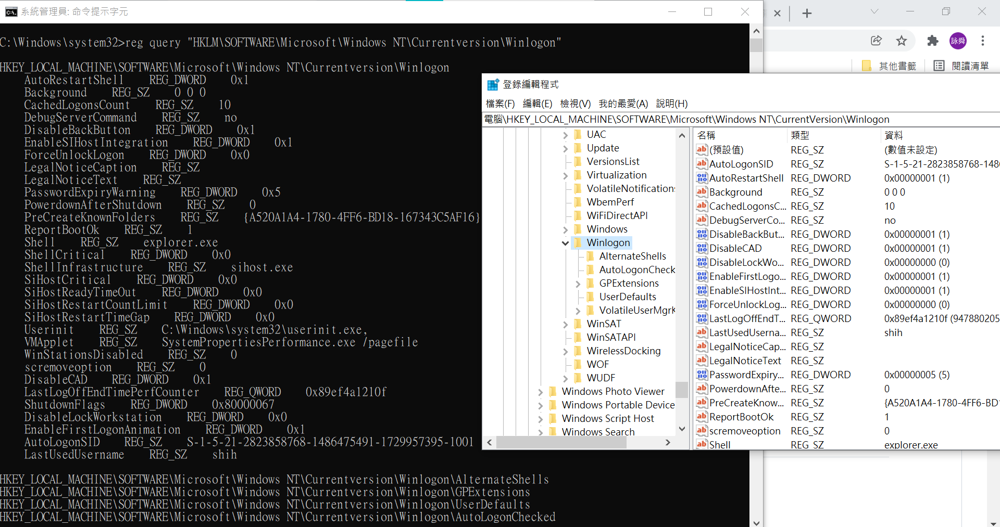 系統管理員: 命令提示字元
C:\Windows\system32>reg query "HKLM\SOFTWARE\Microsoft\Windows NT\Currentversion\Winlogon"
HKEY_LOCAL_MACHINE\SOFTWARE\Microsoft\Windows NT\Currentversion\Winlogon
AutoRestartShell    REG_DWORD    0x1
Background    REG_SZ    0 0 0
CachedLogonsCount    REG_SZ    10
DebugServerCommand    REG_SZ    no
DisableBackButton    REG_DWORD    0x1
EnableSIHostIntegration    REG_DWORD    0x1
ForceUnlockLogon    REG_DWORD    0x0
LegalNoticeCaption    REG_SZ
LegalNoticeText    REG_SZ
PasswordExpiryWarning    REG_DWORD    0x5
PowerdownAfterShutdown    REG_SZ    0
PreCreateKnownFolders    REG_SZ    {A520A1A4-1780-4FF6-BD18-167343C5AF16}
ReportBootOk    REG_SZ    1
Shell    REG_SZ    explorer.exe
ShellCritical    REG_DWORD    0x0
ShellInfrastructure    REG_SZ    sihost.exe
SiHostCritical    REG_DWORD    0x0
SiHostReadyTimeOut    REG_DWORD    0x0
SiHostRestartCountLimit    REG_DWORD    0x0
SiHostRestartTimeGap    REG_DWORD    0x0
Userinit    REG_SZ    C:\Windows\system32\userinit.exe,
VMApplet    REG_SZ    SystemPropertiesPerformance.exe /pagefile
WinStationsDisabled    REG_SZ    0
scremoveoption    REG_SZ    0
DisableCAD    REG_DWORD    0x1
LastLogOffEndTimePerfCounter    REG_QWORD    0x89ef4a1210f
ShutdownFlags    REG_DWORD    0x80000067
DisableLockWorkstation    REG_DWORD    0x0
EnableFirstLogonAnimation    REG_DWORD    0x1
AutoLogonSID    REG_SZ    S-1-5-21-2823858768-1486475491-1729957395-1001
LastUsedUsername    REG_SZ    shih
HKEY_LOCAL_MACHINE\SOFTWARE\Microsoft\Windows NT\Currentversion\Winlogon\AlternateShells
HKEY_LOCAL_MACHINE\SOFTWARE\Microsoft\Windows NT\Currentversion\Winlogon\GPExtensions
HKEY_LOCAL_MACHINE\SOFTWARE\Microsoft\Windows NT\Currentversion\Winlogon\UserDefaults
HKEY_LOCAL_MACHINE\SOFTWARE\Microsoft\Windows NT\Currentversion\Winlogon\AutoLogonChecked
詠舜
其他書籤 閱讀清單
登錄編輯程式
檔案(F) 編輯(E) 檢視(V) 我的最愛(A) 說明(H)
電腦\HKEY_LOCAL_MACHINE\SOFTWARE\Microsoft\Windows NT\CurrentVersion\Winlogon
UAC
Update
VersionsList
Virtualization
VolatileNotifications
WbemPerf
WiFiDirectAPI
Windows
Winlogon
AlternateShells
AutoLogonCheck
GPExtensions
UserDefaults
VolatileUserMgrK
WinSAT
WinSATAPI
WirelessDocking
WOF
WUDF
Windows Photo Viewer
Windows Portable Device
Windows Script Host
Windows Search
名稱 類型 資料
(預設值) REG_SZ (數值未設定)
AutoLogonSID REG_SZ S-1-5-21-2823858768-1486
AutoRestartShell REG_DWORD 0x00000001 (1)
Background REG_SZ 0 0 0
CachedLogonsC... REG_SZ 10
DebugServerCo... REG_SZ no
DisableBackBut... REG_DWORD 0x00000001 (1)
DisableCAD REG_DWORD 0x00000001 (1)
DisableLockWo... REG_DWORD 0x00000000 (0)
EnableFirstLogo... REG_DWORD 0x00000001 (1)
EnableSIHostInt... REG_DWORD 0x00000001 (1)
ForceUnlockLog... REG_DWORD 0x00000000 (0)
LastLogOffEndT... REG_QWORD 0x89ef4a1210f (947880205
LastUsedUserna... REG_SZ shih
LegalNoticeCap... REG_SZ
LegalNoticeText REG_SZ
PasswordExpiry... REG_DWORD 0x00000005 (5)
PowerdownAfte... REG_SZ 0
PreCreateKnow... REG_SZ {A520A1A4-1780-4FF6-BD1
ReportBootOk REG_SZ 1
scremoveoption REG_SZ 0
Shell REG_SZ explorer.exe